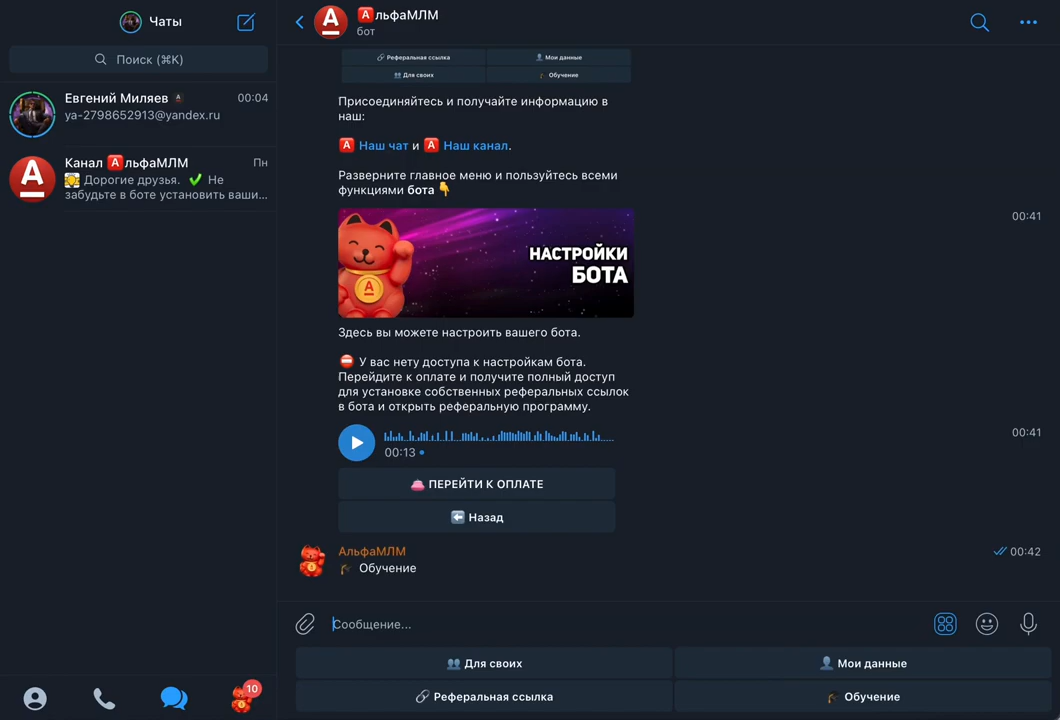 Чаты
Поиск (⌘K)
Евгений Миляев
00:04
ya-2798652913@yandex.ru
Канал АльфаМЛМ
Пн
Дорогие друзья. Не
забудьте в боте установить ваши...
10
АльфаМЛМ
бот
Реферальная ссылка
Мои данные
Для своих
Обучение
Присоединяйтесь и получайте информацию в
наш:
А Наш чат и А Наш канал.
Разверните главное меню и пользуйтесь всеми
функциями бота
00:41
НАСТРОЙКИ
БОТА
Здесь вы можете настроить вашего бота.
У вас нету доступа к настройкам бота.
Перейдите к оплате и получите полный доступ
для установке собственных реферальных ссылок
в бота и открыть реферальную программу.
00:41
00:13
ПЕРЕЙТИ К ОПЛАТЕ
Назад
АльфаМЛМ
00:42
Обучение
Сообщение...
Для своих
Мои данные
Реферальная ссылка
Обучение